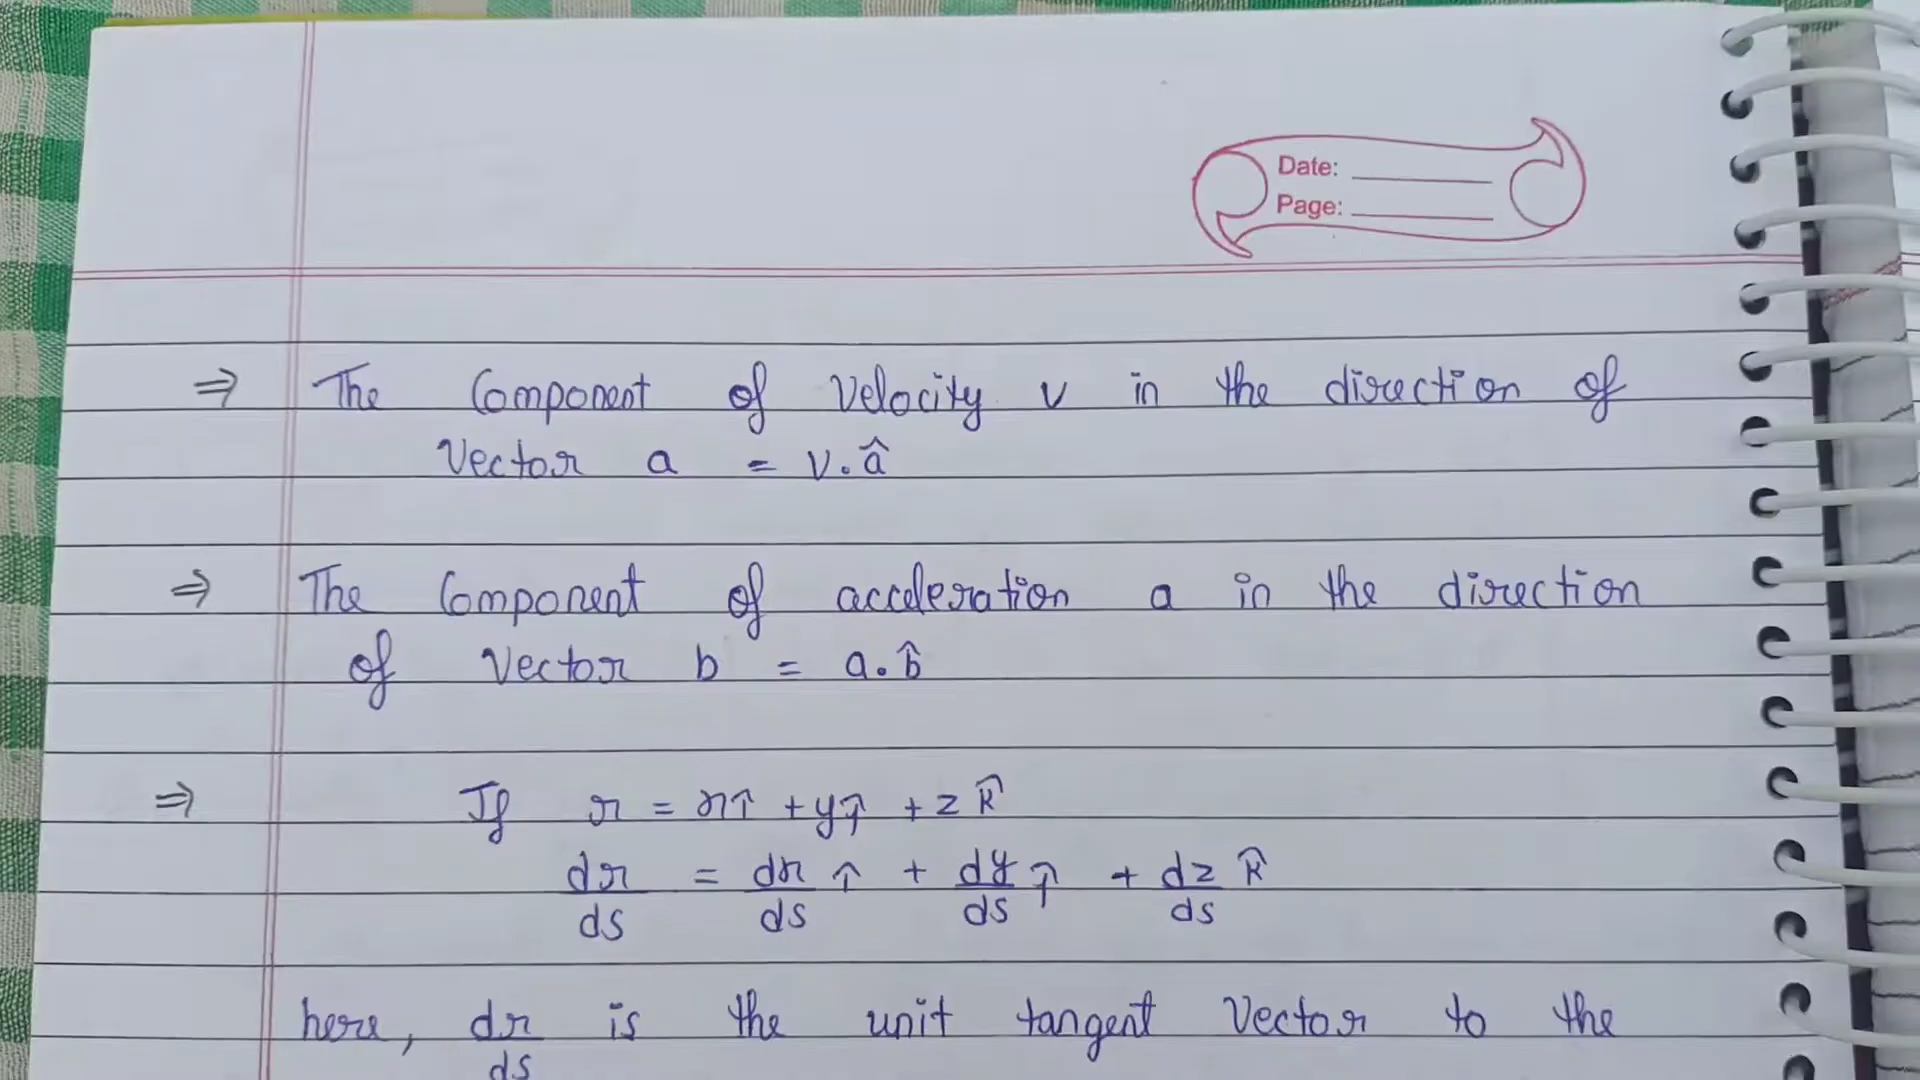 Date:
Page:
⇒ The Component of Velocity v in the direction of
Vector a = v.â
⇒ The Component of acceleration a in the direction
of Vector b = a.b̂
⇒ If r = xî + yĵ + z k̂
dr/ds = dx/ds î + dy/ds ĵ + dz/ds k̂
here, dr/ds is the unit tangent Vector to the